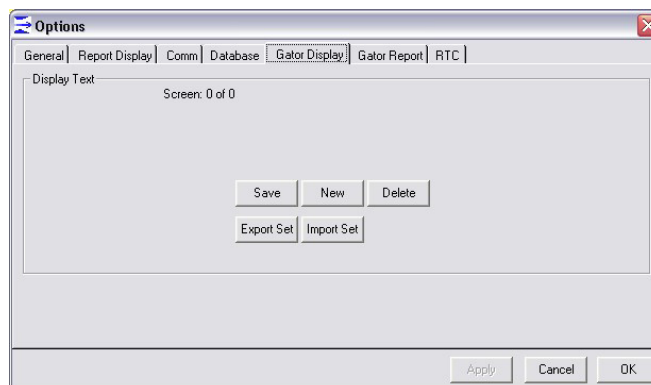 Options
General Report Display Comm Database Gator Display Gator Report RTC
Display Text
Screen: 0 of 0
Save New Delete
Export Set Import Set
Apply Cancel OK